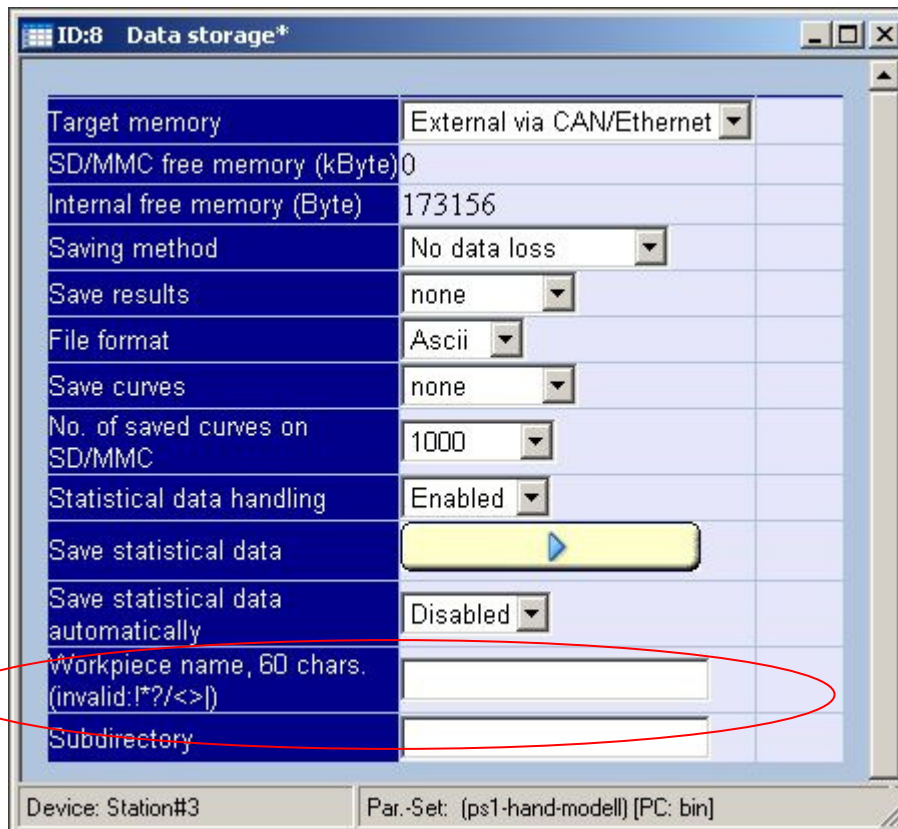 ID:8 Data storage*
Target memory External via CAN/Ethernet
SD/MMC free memory (kByte) 0
Internal free memory (Byte) 173156
Saving method No data loss
Save results none
File format Ascii
Save curves none
No. of saved curves on
SD/MMC 1000
Statistical data handling Enabled
Save statistical data
Save statistical data
automatically Disabled
Workpiece name, 60 chars.
(invalid:!*?/<>|)
Subdirectory
Device: Station#3 Par.-Set: (ps1-hand-modell) [PC: bin]